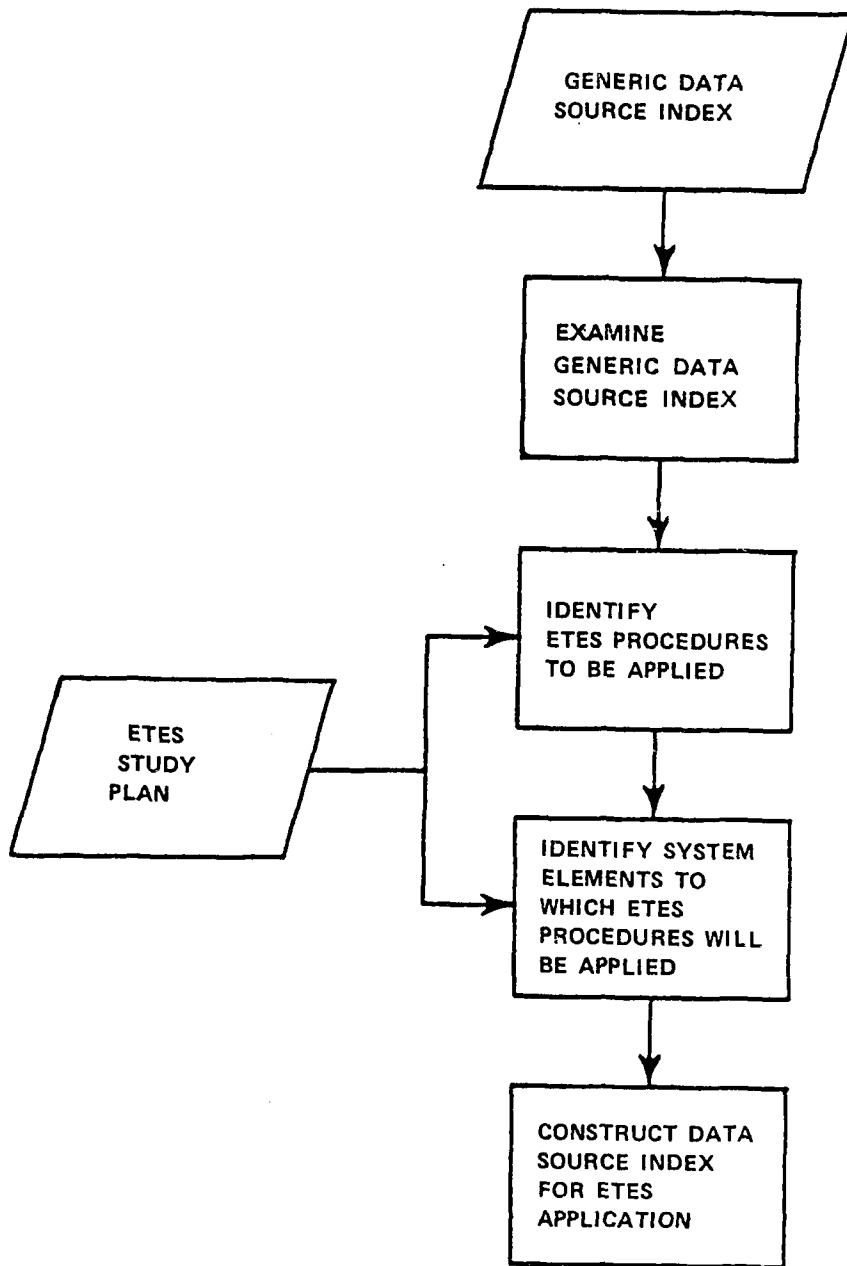 GENERIC DATA
SOURCE INDEX
EXAMINE
GENERIC DATA
SOURCE INDEX
IDENTIFY
ETES PROCEDURES
TO BE APPLIED
ETES
STUDY
PLAN
IDENTIFY SYSTEM
ELEMENTS TO
WHICH ETES
PROCEDURES WILL
BE APPLIED
CONSTRUCT DATA
SOURCE INDEX
FOR ETES
APPLICATION